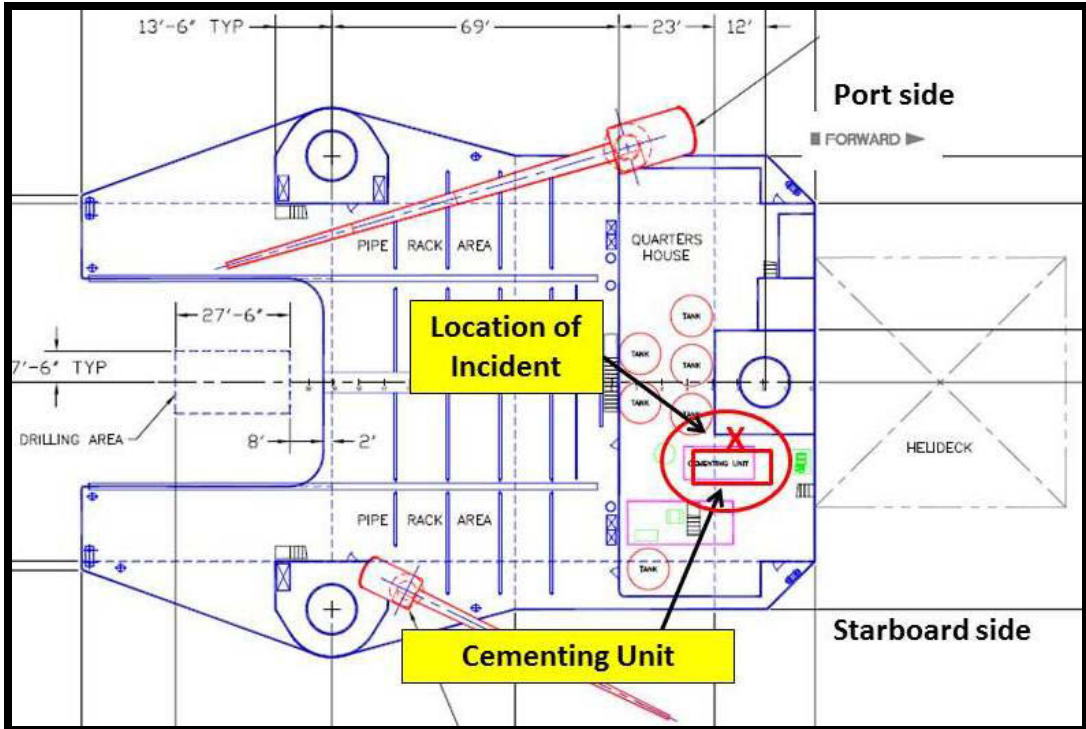 13'-6" TYP
69'
23'
12'
Port side
FORWARD
PIPE RACK AREA
QUARTERS
HOUSE
27'-6"
Location of
Incident
TANK
TANK
TANK
TANK
TANK
7'-6" TYP
DRILLING AREA
8'
2'
X
CEMENTING UNIT
HELIDECK
PIPE RACK AREA
TANK
Cementing Unit
Starboard side